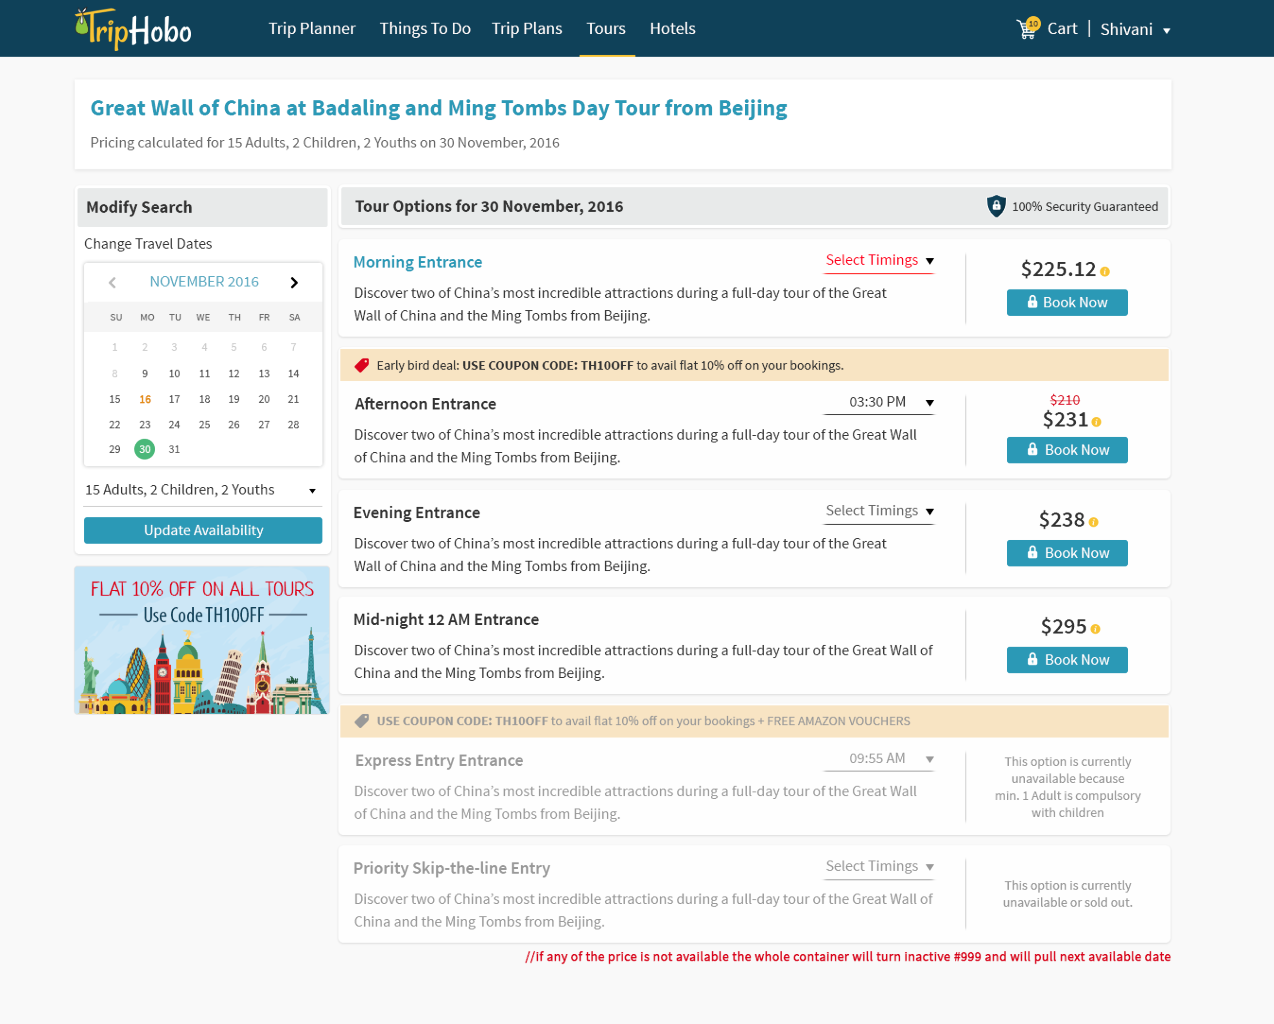 TripHobo
Trip Planner Things To Do Trip Plans Tours Hotels
10 Cart | Shivani
Great Wall of China at Badaling and Ming Tombs Day Tour from Beijing
Pricing calculated for 15 Adults, 2 Children, 2 Youths on 30 November, 2016
Modify Search
Change Travel Dates
NOVEMBER 2016
SU MO TU WE TH FR SA
1 2 3 4 5 6 7
8 9 10 11 12 13 14
15 16 17 18 19 20 21
22 23 24 25 26 27 28
29 30 31
15 Adults, 2 Children, 2 Youths
Update Availability
FLAT 10% OFF ON ALL TOURS
Use Code TH10OFF
Tour Options for 30 November, 2016
100% Security Guaranteed
Morning Entrance
Select Timings
Discover two of China’s most incredible attractions during a full-day tour of the Great
Wall of China and the Ming Tombs from Beijing.
$225.12
Book Now
Early bird deal: USE COUPON CODE: TH10OFF to avail flat 10% off on your bookings.
Afternoon Entrance
03:30 PM
Discover two of China’s most incredible attractions during a full-day tour of the Great Wall
of China and the Ming Tombs from Beijing.
$210
$231
Book Now
Evening Entrance
Select Timings
Discover two of China’s most incredible attractions during a full-day tour of the Great
Wall of China and the Ming Tombs from Beijing.
$238
Book Now
Mid-night 12 AM Entrance
Discover two of China’s most incredible attractions during a full-day tour of the Great Wall of
China and the Ming Tombs from Beijing.
$295
Book Now
USE COUPON CODE: TH10OFF to avail flat 10% off on your bookings + FREE AMAZON VOUCHERS
Express Entry Entrance
09:55 AM
Discover two of China’s most incredible attractions during a full-day tour of the Great Wall
of China and the Ming Tombs from Beijing.
This option is currently
unavailable because
min. 1 Adult is compulsory
with children
Priority Skip-the-line Entry
Select Timings
Discover two of China’s most incredible attractions during a full-day tour of the Great Wall of
China and the Ming Tombs from Beijing.
This option is currently
unavailable or sold out.
//if any of the price is not available the whole container will turn inactive #999 and will pull next available date